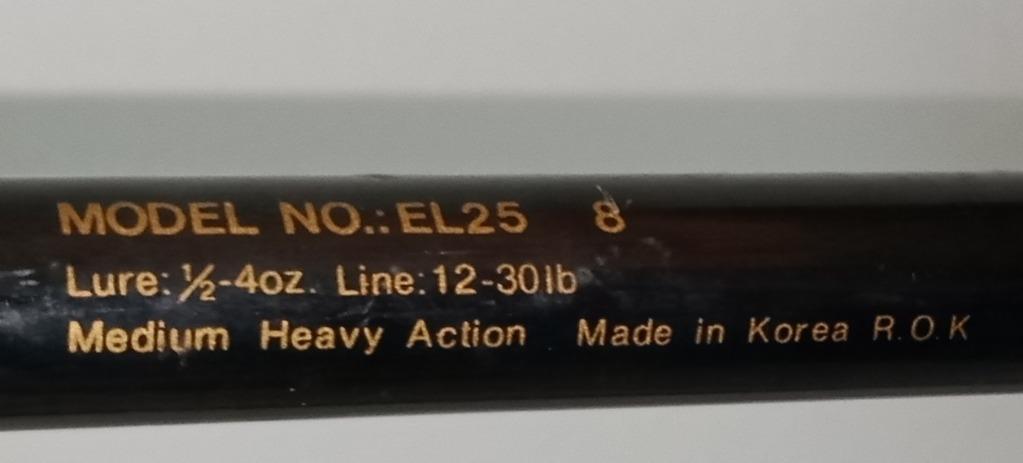 MODEL NO.: EL25 8
Lure: ½-4oz. Line: 12-30lb
Medium Heavy Action Made in Korea R.O.K